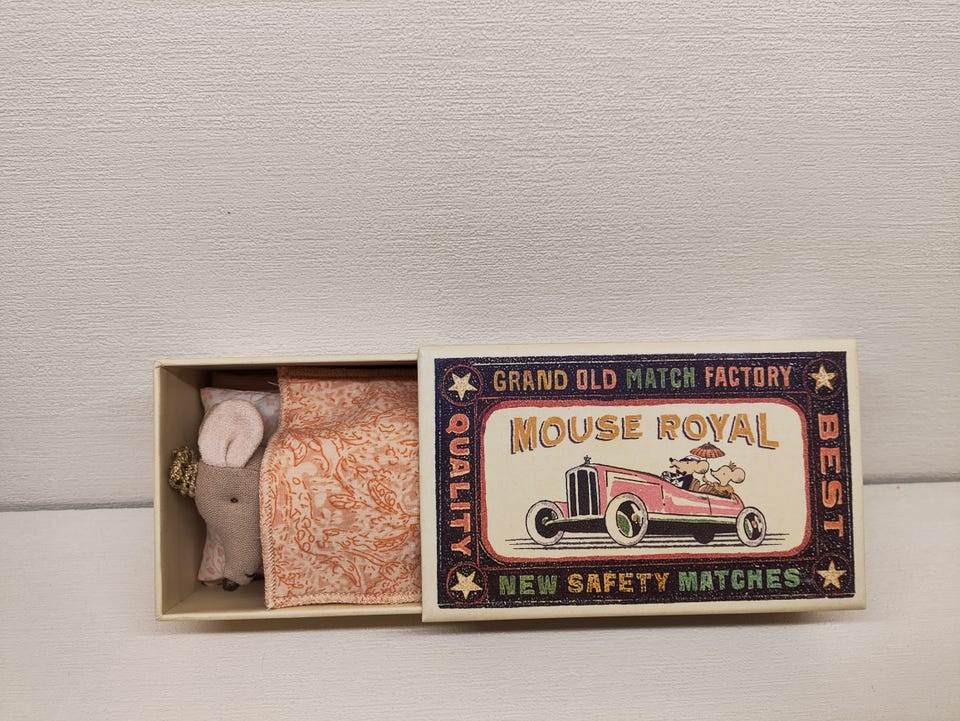 GRAND OLD MATCH FACTORY
QUALITY
MOUSE ROYAL
BEST
NEW SAFETY MATCHES